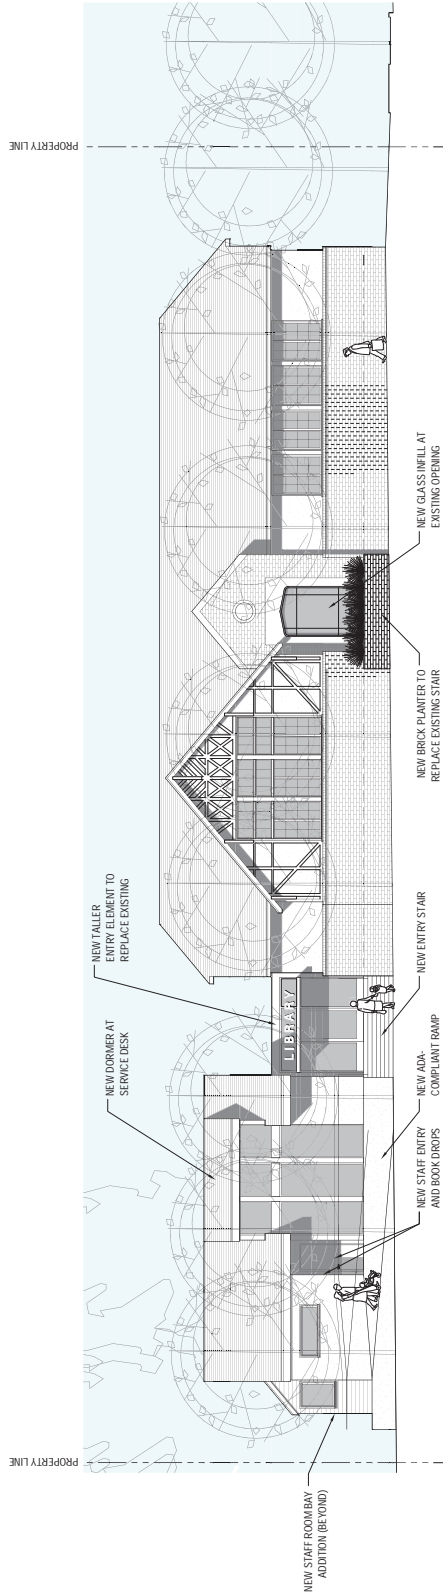 PROPERTY LINE
NEW STAFF ROOM BAY
ADDITION (BEYOND)
NEW DORMER AT
SERVICE DESK
NEW TALLER
ENTRY ELEMENT TO
REPLACE EXISTING
LIBRARY
NEW STAFF ENTRY
AND BOOK DROPS
NEW ADA-
COMPLIANT RAMP
NEW ENTRY STAIR
NEW BRICK PLANTER TO
REPLACE EXISTING STAIR
NEW GLASS INFILL AT
EXISTING OPENING
PROPERTY LINE